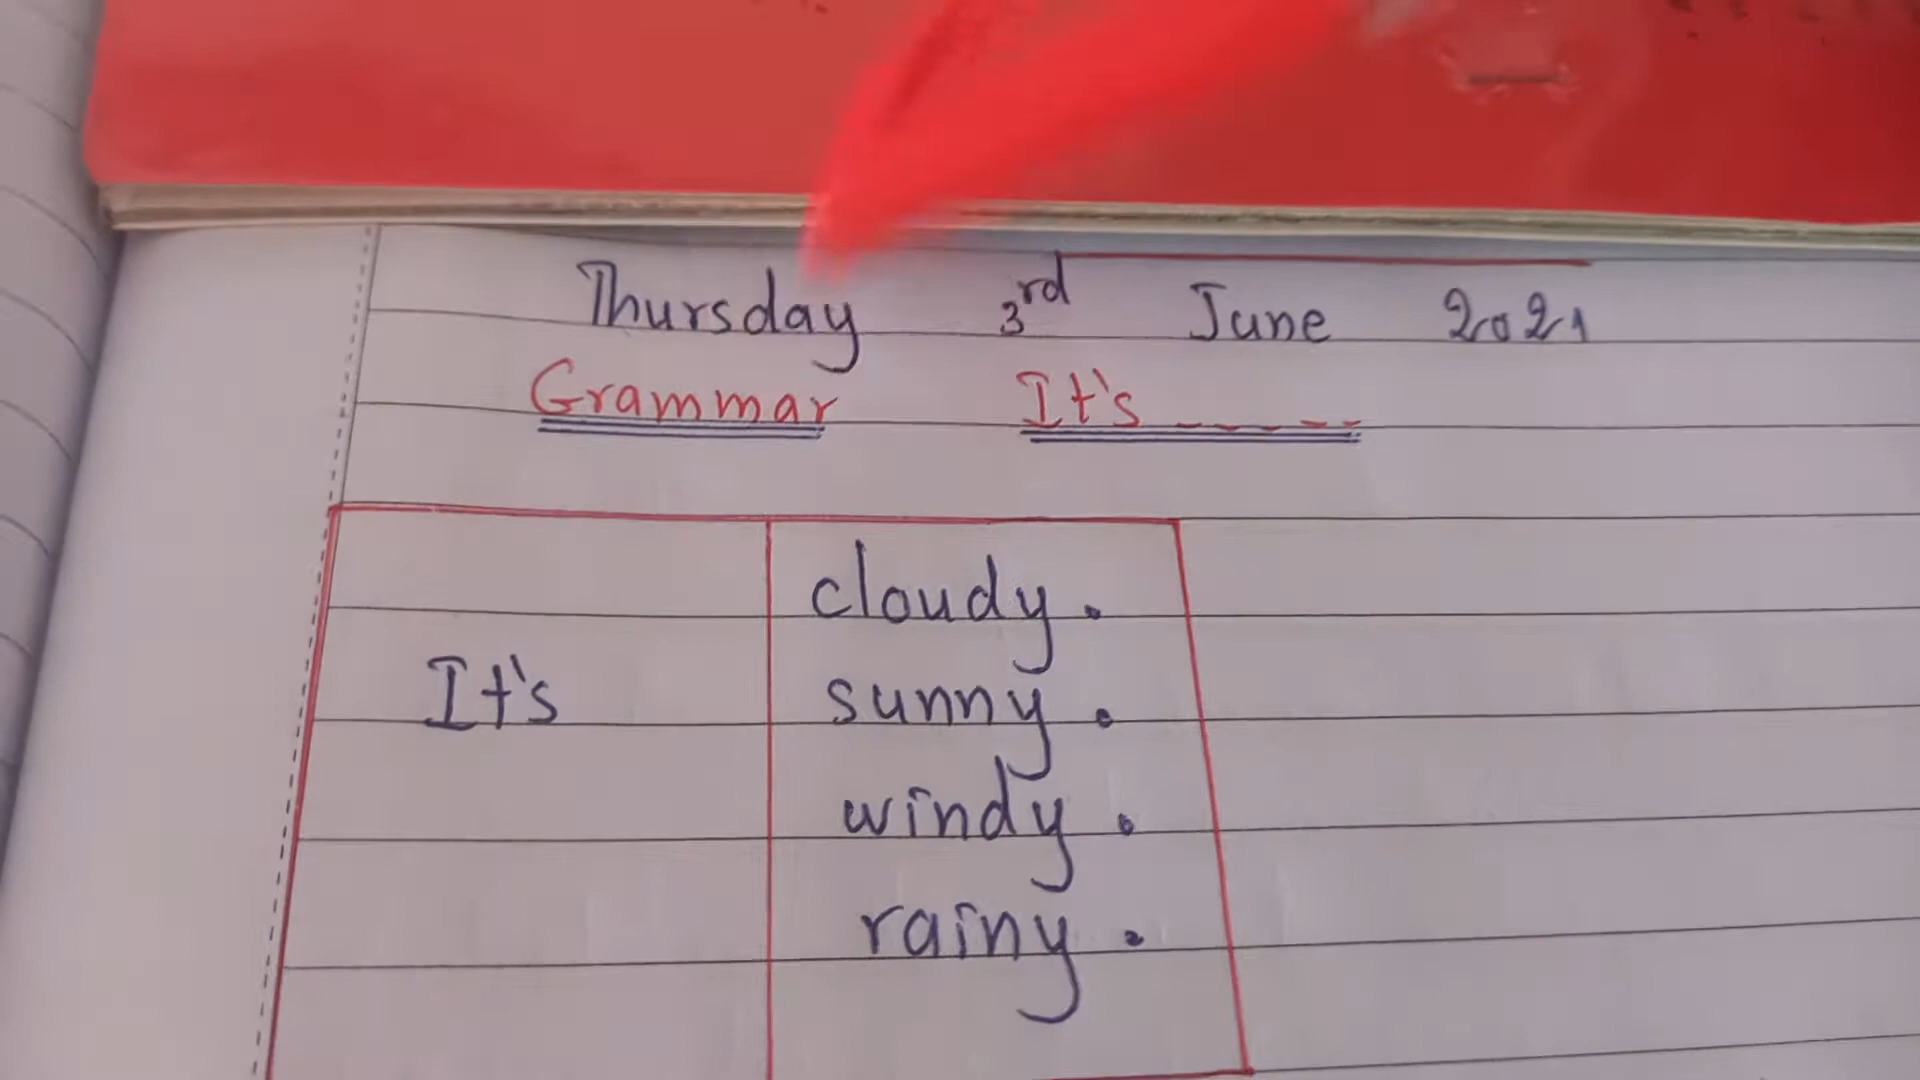 Thursday 3rd June 2021
Grammar It's _ _ _ _ _
cloudy.
It's sunny.
windy.
rainy.